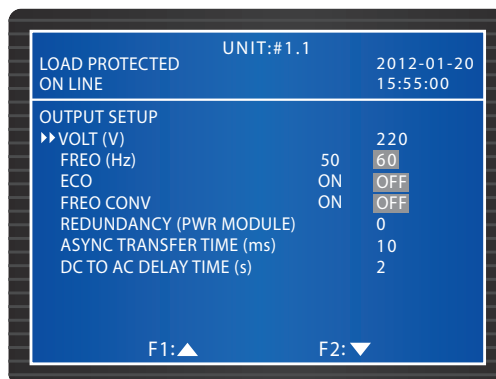 UNIT:#1.1
LOAD PROTECTED 2012-01-20
ON LINE 15:55:00
OUTPUT SETUP
VOLT (V) 220
FREO (Hz) 50 60
ECO ON OFF
FREO CONV ON OFF
REDUNDANCY (PWR MODULE) 0
ASYNC TRANSFER TIME (ms) 10
DC TO AC DELAY TIME (s) 2
F1:▲ F2:▼